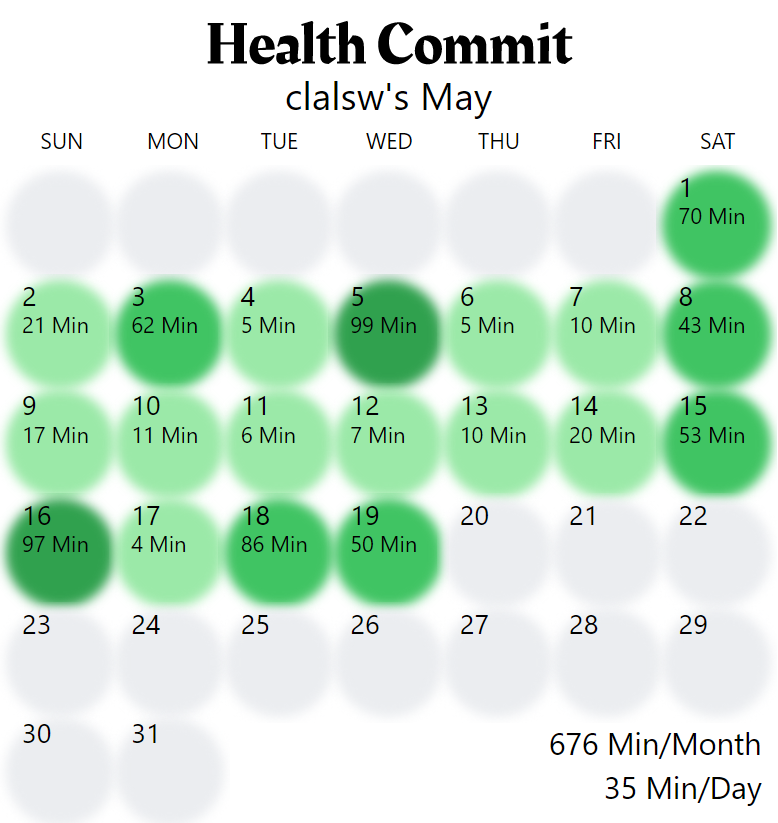 Health Commit
clalsw's May
SUN MON TUE WED THU FRI SAT
1
70 Min
2 3 4 5 6 7 8
21 Min 62 Min 5 Min 99 Min 5 Min 10 Min 43 Min
9 10 11 12 13 14 15
17 Min 11 Min 6 Min 7 Min 10 Min 20 Min 53 Min
16 17 18 19 20 21 22
97 Min 4 Min 86 Min 50 Min
23 24 25 26 27 28 29
30 31
676 Min/Month
35 Min/Day